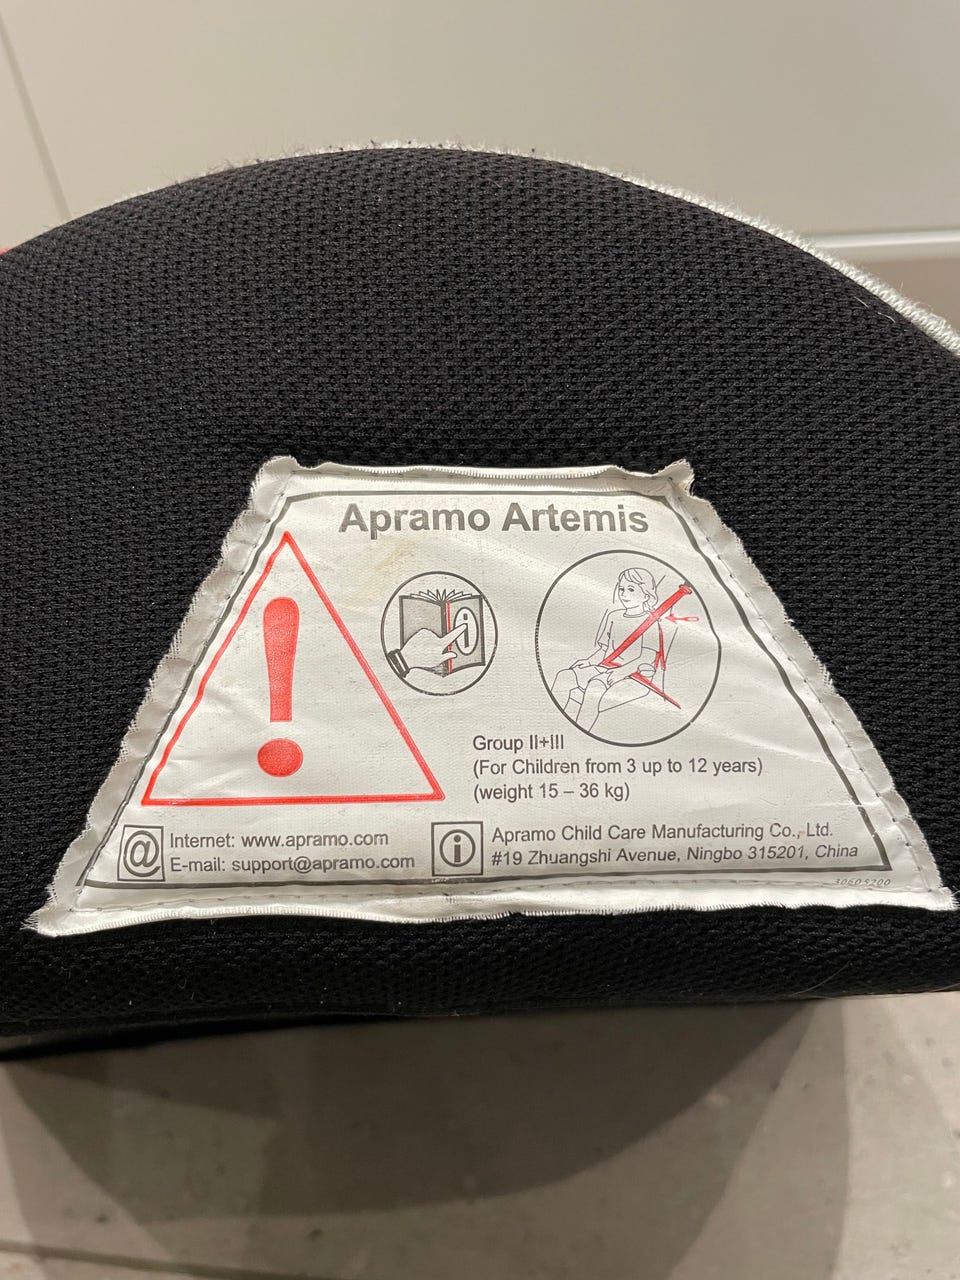 Apramo Artemis
Group II+III
(For Children from 3 up to 12 years)
(weight 15 – 36 kg)
@ Internet: www.apramo.com
E-mail: support@apramo.com
i Apramo Child Care Manufacturing Co., Ltd.
#19 Zhuangshi Avenue, Ningbo 315201, China